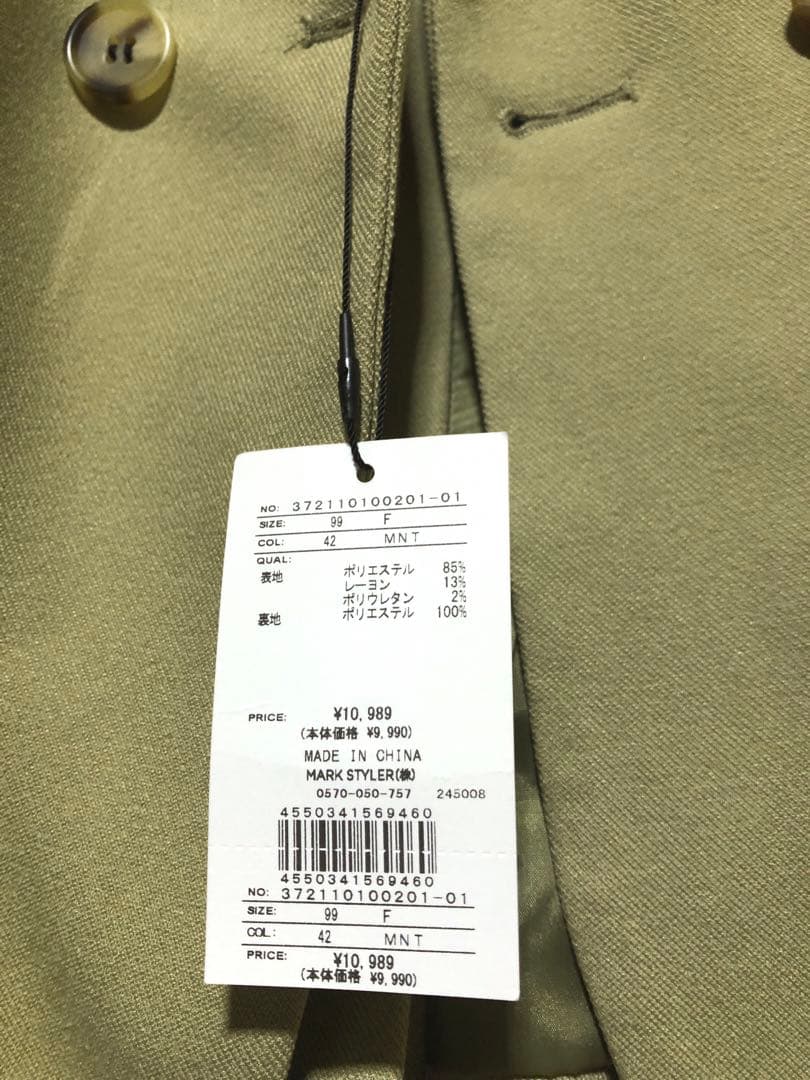 NO: 372110100201-01
SIZE: 99 F
COL: 42 MNT
QUAL:
表地 ポリエステル 85%
レーヨン 13%
ポリウレタン 2%
裏地 ポリエステル 100%
PRICE: ¥10,989
(本体価格 ¥9,990)
MADE IN CHINA
MARK STYLER(株)
0570-050-757 245008
4550341569460
4550341569460
NO: 372110100201-01
SIZE: 99 F
COL: 42 MNT
PRICE: ¥10,989
(本体価格 ¥9,990)